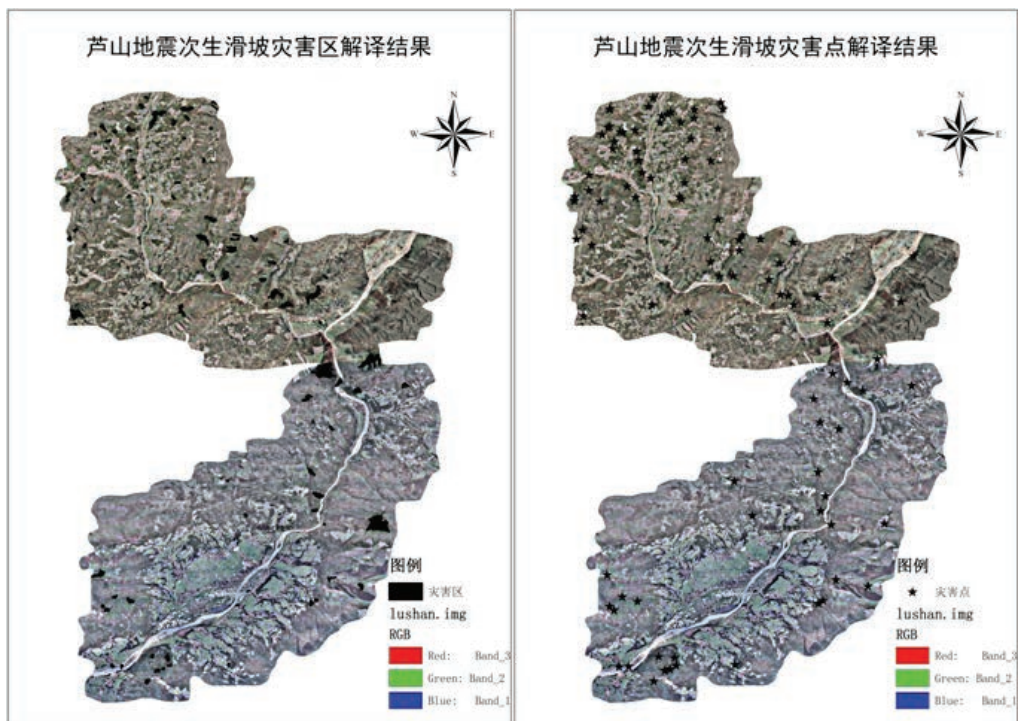 芦山地震次生滑坡灾害区解译结果
N
W
E
S
图例
灾害区
lushan.img
RGB
Red: Band_3
Green: Band_2
Blue: Band_1
芦山地震次生滑坡灾害点解译结果
N
W
E
S
图例
灾害点
lushan.img
RGB
Red: Band_3
Green: Band_2
Blue: Band_1